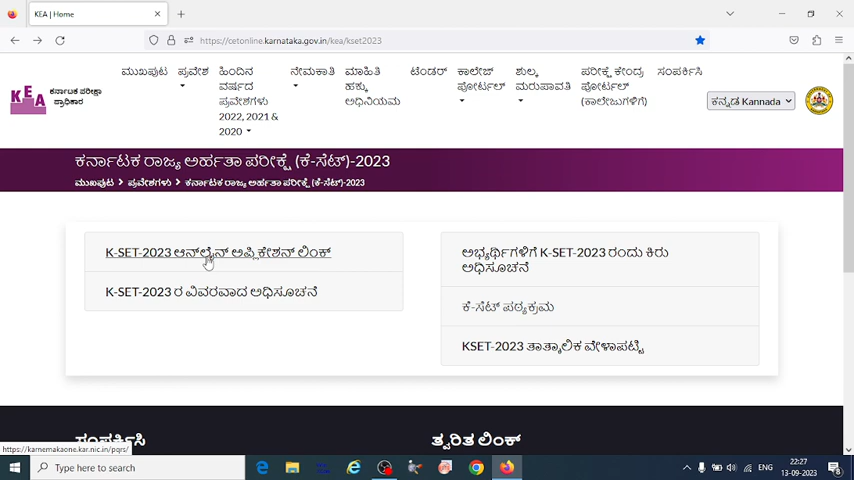 KEA | Home
https://cetonline.karnataka.gov.in/kea/kset2023
KEA
ಕರ್ನಾಟಕ ಪರೀಕ್ಷಾ
ಪ್ರಾಧಿಕಾರ
ಮುಖಪುಟ
ಪ್ರವೇಶ
ಹಿಂದಿನ
ವರ್ಷದ
ಪ್ರವೇಶಗಳು
2022, 2021 &
2020
ನೇಮಕಾತಿ
ಮಾಹಿತಿ
ಹಕ್ಕು
ಅಧಿನಿಯಮ
ಟೆಂಡರ್
ಕಾಲೇಜ್
ಪೋರ್ಟಲ್
ಶುಲ್ಕ
ಮರುಪಾವತಿ
ಪರೀಕ್ಷೆ ಕೇಂದ್ರ
ಪೋರ್ಟಲ್
(ಕಾಲೇಜುಗಳಿಗೆ)
ಸಂಪರ್ಕಿಸಿ
ಕನ್ನಡ Kannada
ಕರ್ನಾಟಕ ರಾಜ್ಯ ಅರ್ಹತಾ ಪರೀಕ್ಷೆ (ಕೆ-ಸೆಟ್)-2023
ಮುಖಪುಟ > ಪ್ರವೇಶಗಳು > ಕರ್ನಾಟಕ ರಾಜ್ಯ ಅರ್ಹತಾ ಪರೀಕ್ಷೆ (ಕೆ-ಸೆಟ್)-2023
K-SET-2023 ಆನ್‌ಲೈನ್ ಅಪ್ಲಿಕೇಶನ್ ಲಿಂಕ್
K-SET-2023 ರ ವಿವರವಾದ ಅಧಿಸೂಚನೆ
ಅಭ್ಯರ್ಥಿಗಳಿಗೆ K-SET-2023 ರಂದು ಕಿರು
ಅಧಿಸೂಚನೆ
ಕೆ-ಸೆಟ್ ಪಠ್ಯಕ್ರಮ
KSET-2023 ತಾತ್ಕಾಲಿಕ ವೇಳಾಪಟ್ಟಿ
ಸಂಪರ್ಕಿಸಿ
ತ್ವರಿತ ಲಿಂಕ್
https://karnemakaone.kar.nic.in/pqrs/
Type here to search
ENG
22:27
13-09-2023